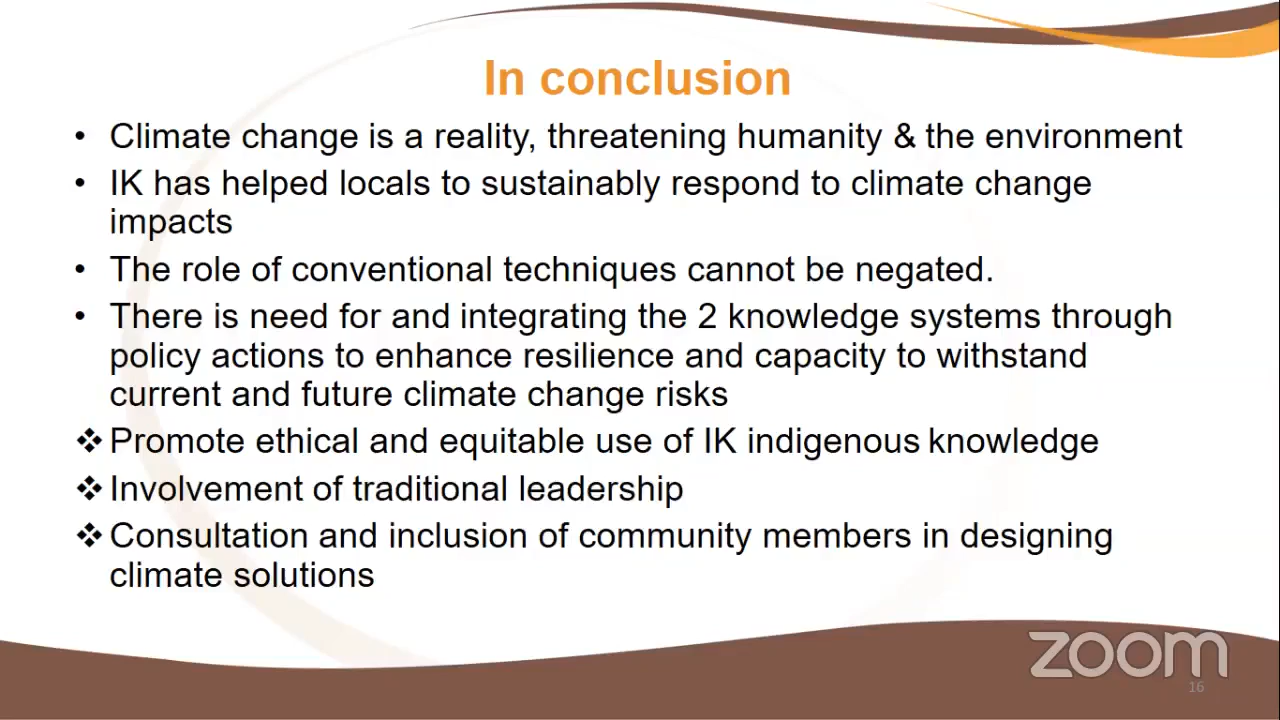 In conclusion
• Climate change is a reality, threatening humanity & the environment
• IK has helped locals to sustainably respond to climate change
impacts
• The role of conventional techniques cannot be negated.
• There is need for and integrating the 2 knowledge systems through
policy actions to enhance resilience and capacity to withstand
current and future climate change risks
❖ Promote ethical and equitable use of IK indigenous knowledge
❖ Involvement of traditional leadership
❖ Consultation and inclusion of community members in designing
climate solutions
zoom
16